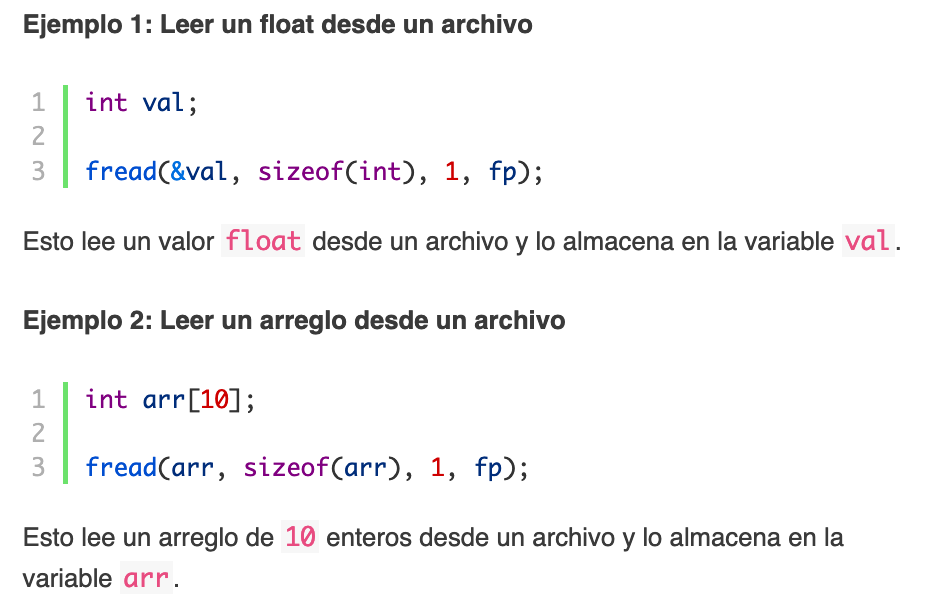 Ejemplo 1: Leer un float desde un archivo
1 int val;
2
3 fread(&val, sizeof(int), 1, fp);
Esto lee un valor float desde un archivo y lo almacena en la variable val.
Ejemplo 2: Leer un arreglo desde un archivo
1 int arr[10];
2
3 fread(arr, sizeof(arr), 1, fp);
Esto lee un arreglo de 10 enteros desde un archivo y lo almacena en la
variable arr.